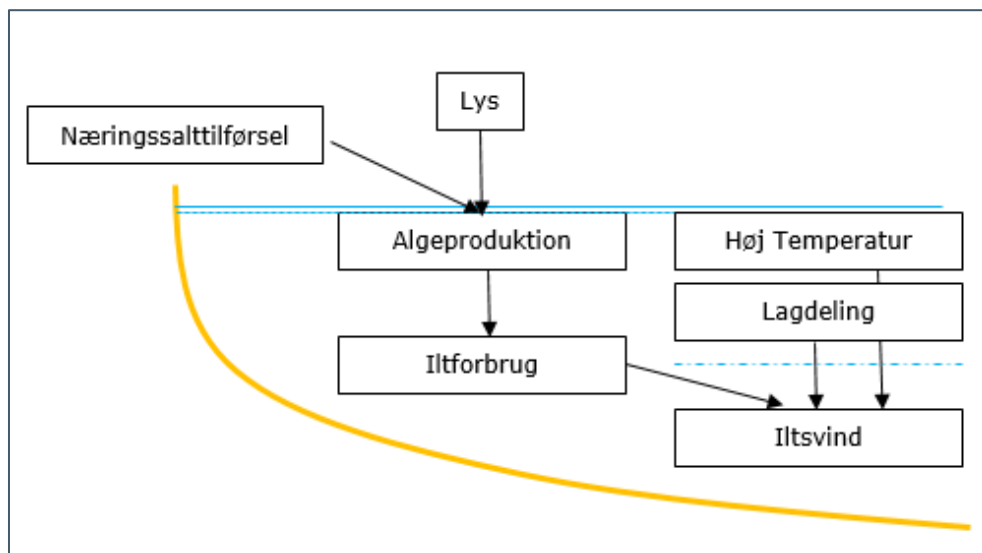 Lys
Næringssalttilførsel
Algeproduktion
Høj Temperatur
Lagdeling
Iltforbrug
Iltsvind